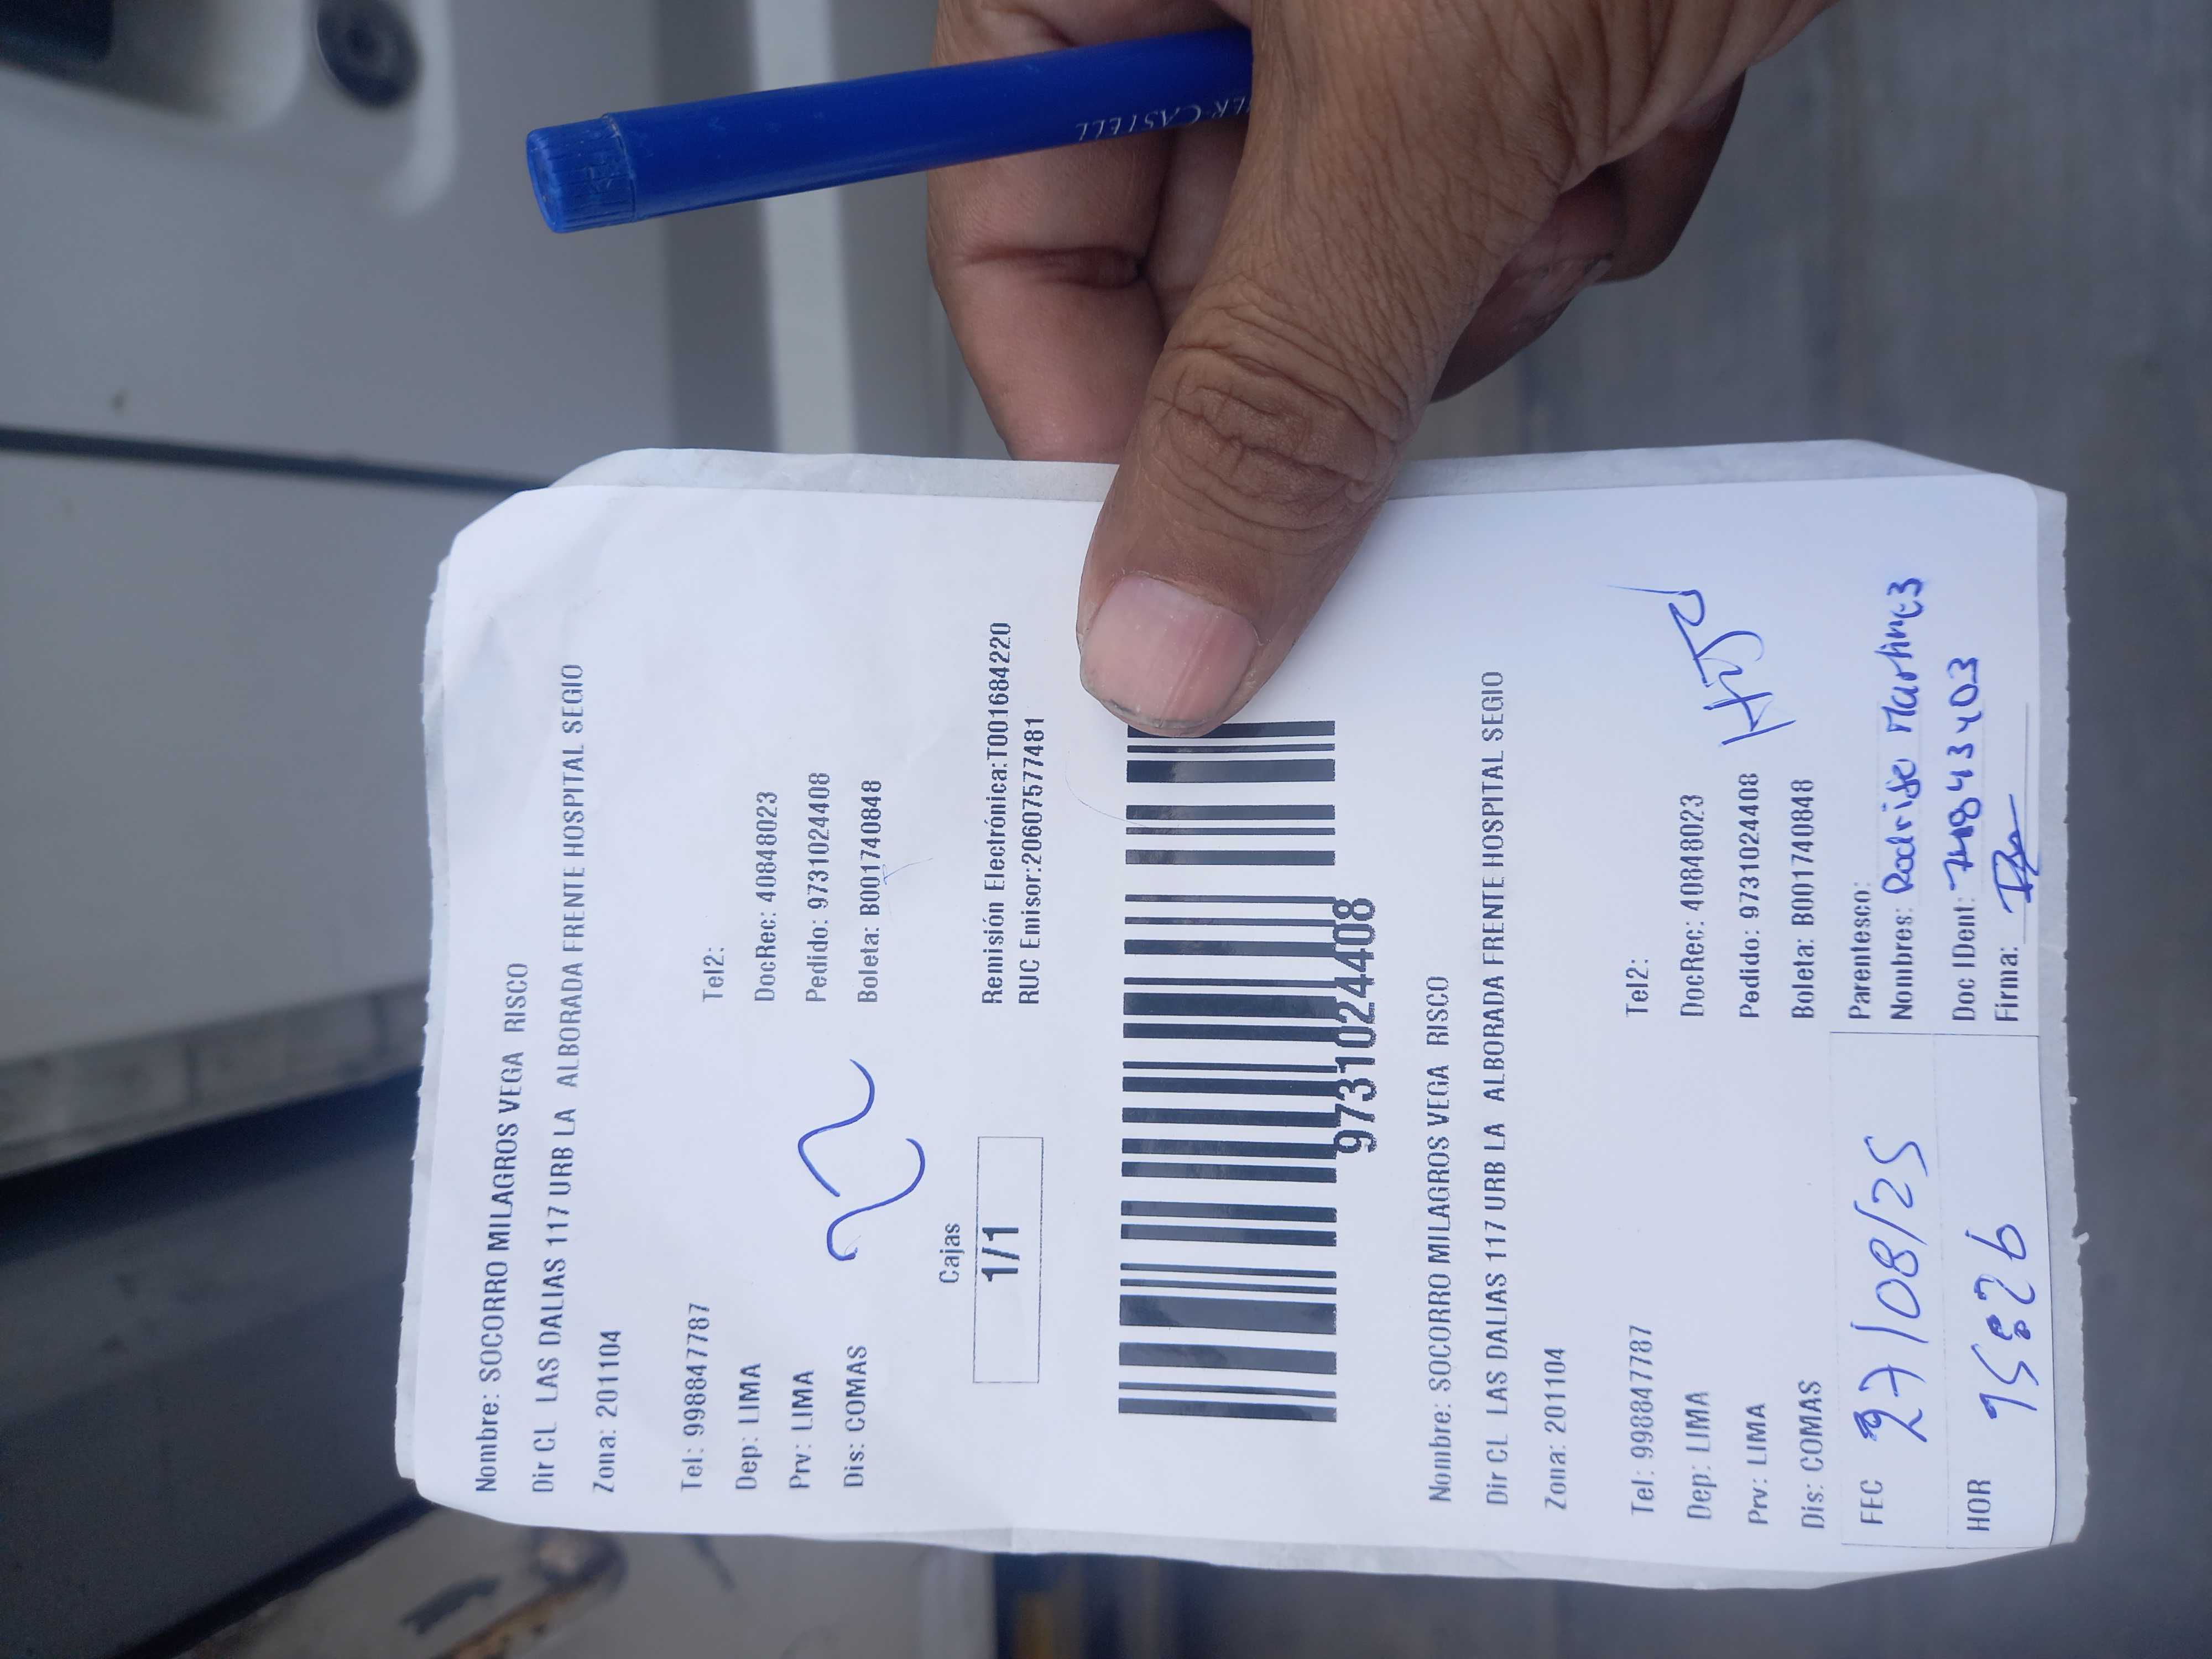 ER-CASTELL
Nombre: SOCORRO MILAGROS VEGA RISCO
Dir CL LAS DALIAS 117 URB LA ALBORADA FRENTE HOSPITAL SEGIO
Zona: 201104
Tel: 998847787 Tel2:
Dep: LIMA DocRec: 40848023
Prv: LIMA Pedido: 9731024408
Dis: COMAS Boleta: B001740848
Cajas
1/1
Remisión Electrónica:T001684220
RUC Emisor:20607577481
9731024408
Nombre: SOCORRO MILAGROS VEGA RISCO
Dir CL LAS DALIAS 117 URB LA ALBORADA FRENTE HOSPITAL SEGIO
Zona: 201104
Tel: 998847787 Tel2:
Dep: LIMA DocRec: 40848023
Prv: LIMA Pedido: 9731024408
HIJO
Dis: COMAS Boleta: B001740848
FEC 27/08/25
HOR 15:26
Parentesco:
Nombres: Rodrigo Martinez
Doc IDent: 74843403
Firma: